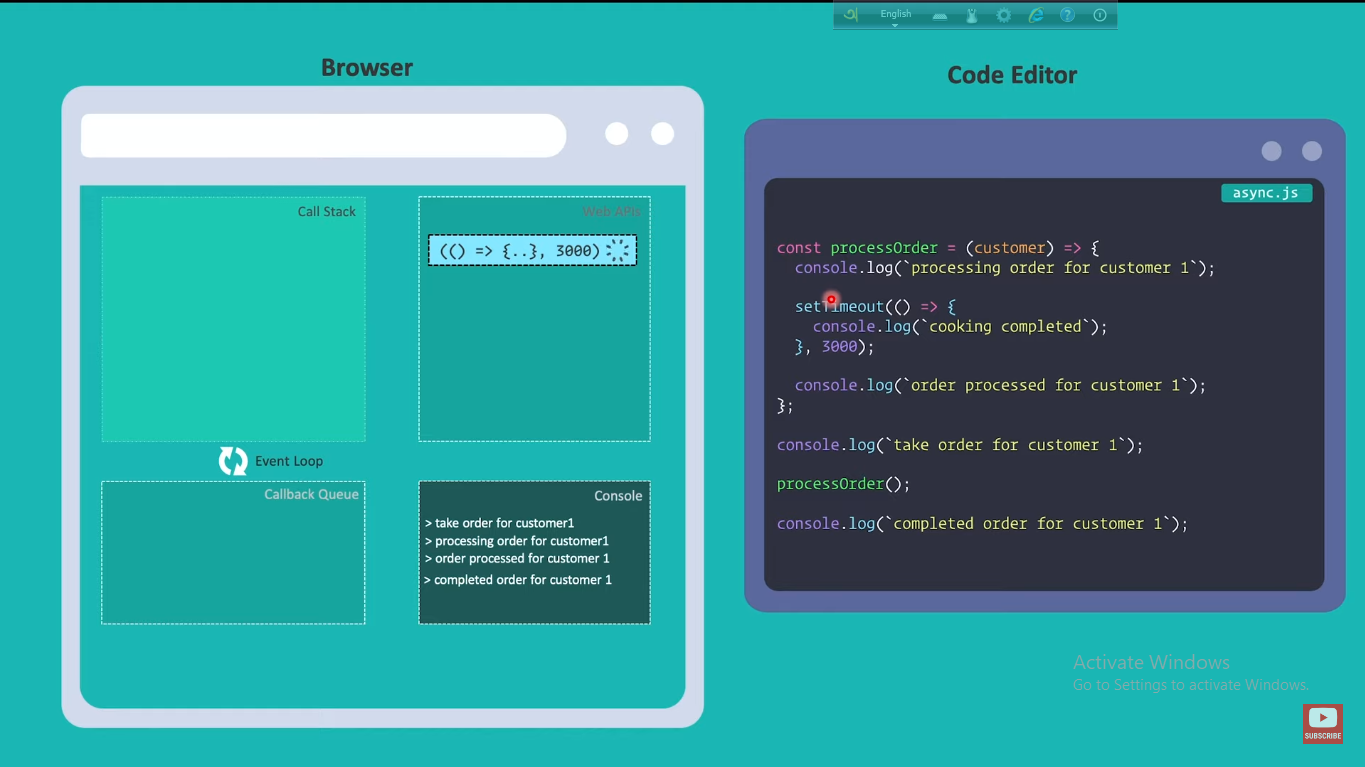 অ English
Browser
Code Editor
Call Stack
Web APIs
(() => {..}, 3000)
Event Loop
Callback Queue
Console
> take order for customer1
> processing order for customer1
> order processed for customer 1
> completed order for customer 1
async.js
const processOrder = (customer) => {
console.log(`processing order for customer 1`);
setTimeout(() => {
console.log(`cooking completed`);
}, 3000);
console.log(`order processed for customer 1`);
};
console.log(`take order for customer 1`);
processOrder();
console.log(`completed order for customer 1`);
Activate Windows
Go to Settings to activate Windows.
SUBSCRIBE